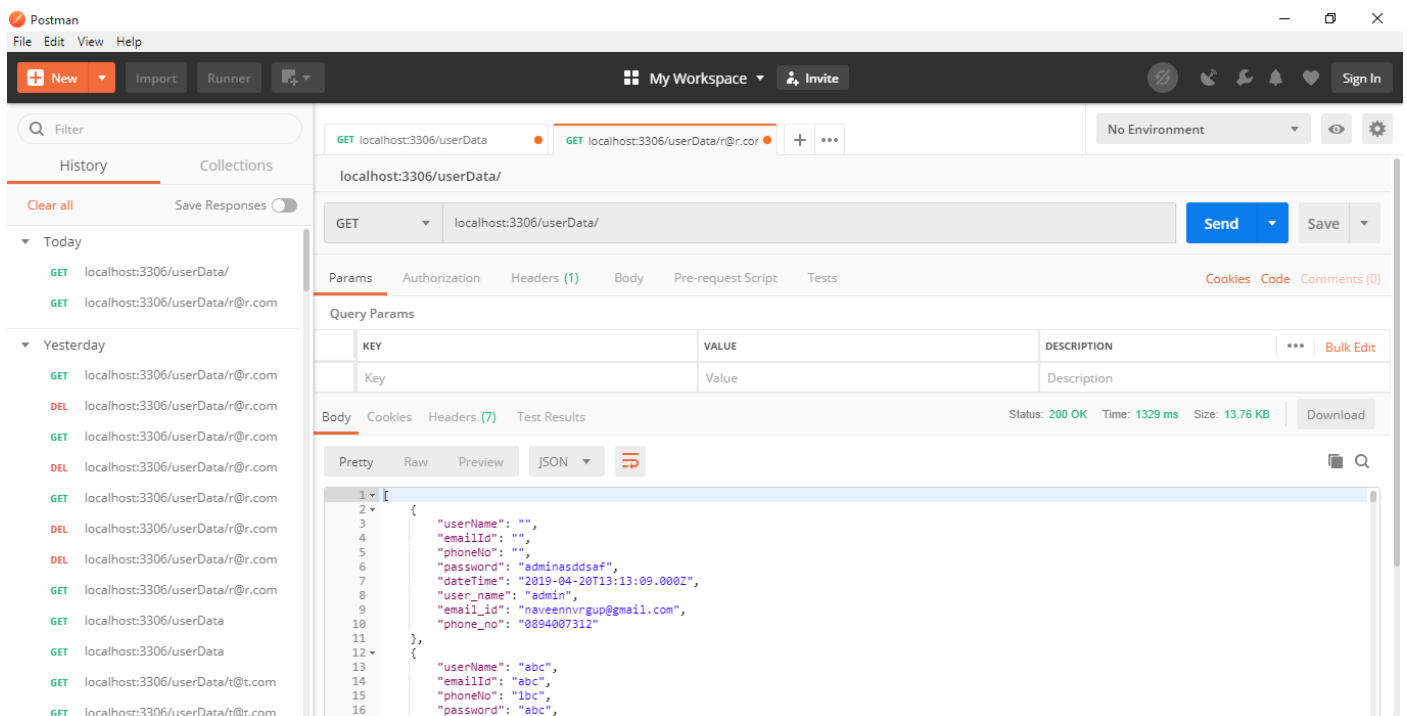 Postman
File Edit View Help
New Import Runner My Workspace Invite Sign In
Filter
History Collections
Clear all Save Responses
Today
GET localhost:3306/userData/
GET localhost:3306/userData/r@r.com
Yesterday
GET localhost:3306/userData/r@r.com
DEL localhost:3306/userData/r@r.com
GET localhost:3306/userData/r@r.com
DEL localhost:3306/userData/r@r.com
GET localhost:3306/userData/r@r.com
DEL localhost:3306/userData/r@r.com
DEL localhost:3306/userData/r@r.com
GET localhost:3306/userData/r@r.com
GET localhost:3306/userData
GET localhost:3306/userData
GET localhost:3306/userData/t@t.com
GET localhost:3306/userData/t@t.com
GET localhost:3306/userData GET localhost:3306/userData/r@r.cor No Environment
localhost:3306/userData/
GET localhost:3306/userData/ Send Save
Params Authorization Headers (1) Body Pre-request Script Tests Cookies Code Comments (0)
Query Params
KEY VALUE DESCRIPTION Bulk Edit
Key Value Description
Body Cookies Headers (7) Test Results Status: 200 OK Time: 1329 ms Size: 13.76 KB Download
Pretty Raw Preview JSON
1 [
2 {
3 "userName": "",
4 "emailId": "",
5 "phoneNo": "",
6 "password": "adminasddsaf",
7 "dateTime": "2019-04-20T13:13:09.000Z",
8 "user_name": "admin",
9 "email_id": "naveennvrgup@gmail.com",
10 "phone_no": "0894007312"
11 },
12 {
13 "userName": "abc",
14 "emailId": "abc",
15 "phoneNo": "1bc",
16 "password": "abc",